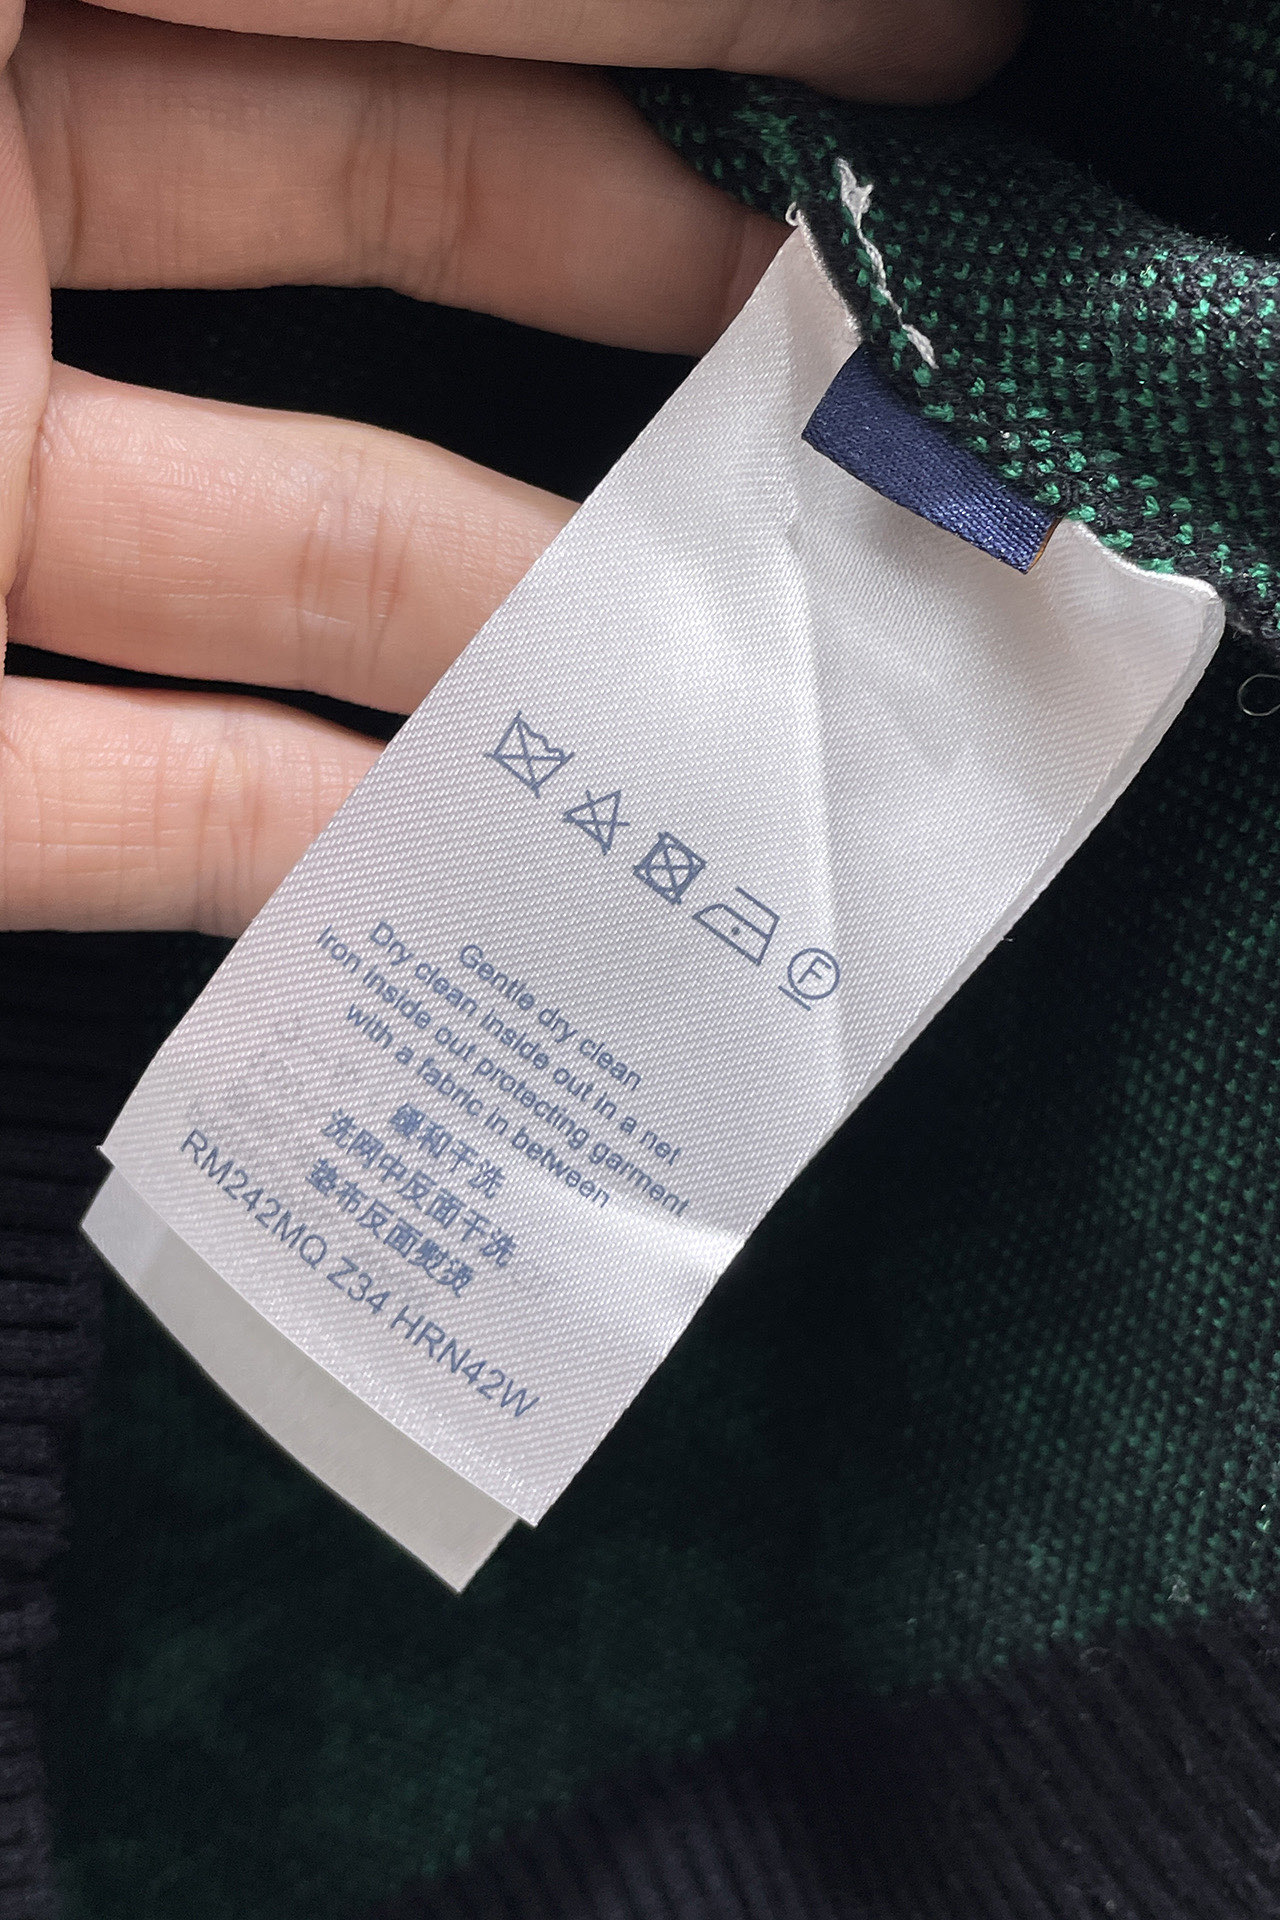 F
Gentle dry clean
Dry clean inside out in a net
Iron inside out protecting garment
with a fabric in between
缓和干洗
洗网中反面干洗
垫布反面熨烫
RM242MQ Z34 HRN42W